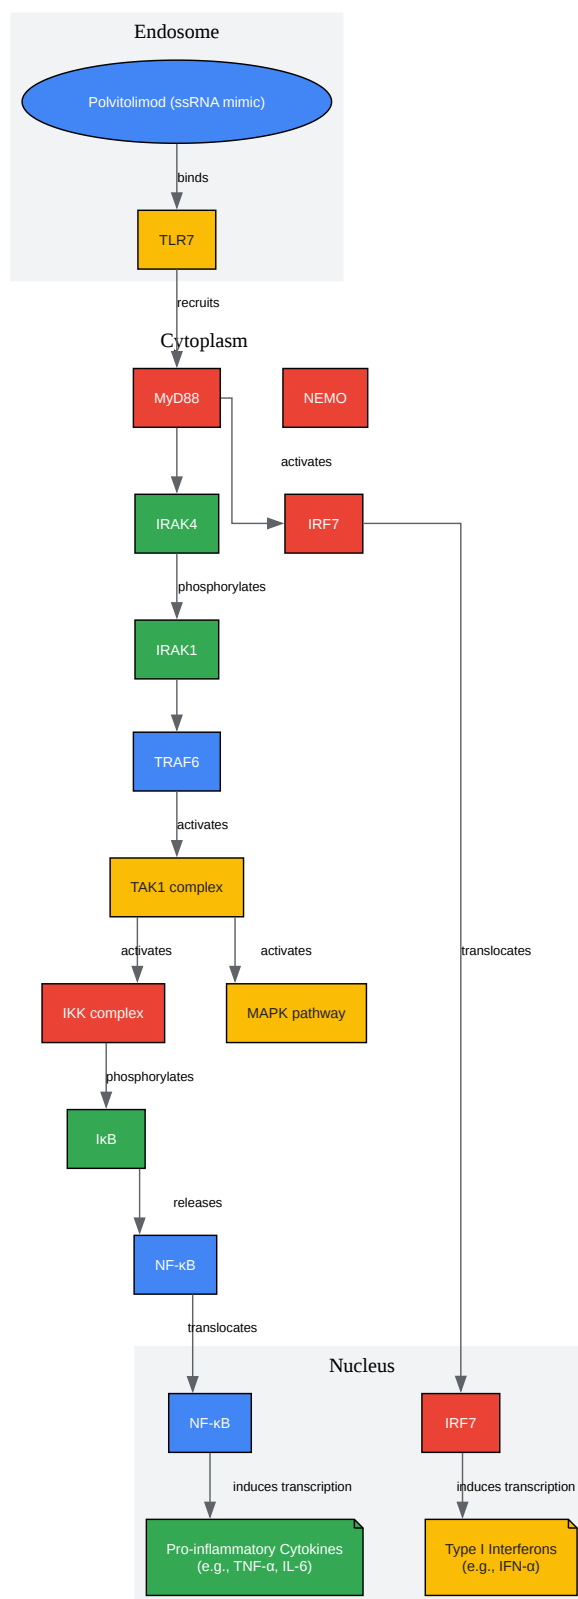 Endosome
Polvitolimod (ssRNA mimic)
binds
TLR7
recruits
Cytoplasm
MyD88
NEMO
activates
IRAK4
IRF7
phosphorylates
IRAK1
TRAF6
activates
TAK1 complex
activates
activates
translocates
IKK complex
MAPK pathway
phosphorylates
IκB
releases
NF-κB
translocates
Nucleus
NF-κB
IRF7
induces transcription
induces transcription
Pro-inflammatory Cytokines
(e.g., TNF-α, IL-6)
Type I Interferons
(e.g., IFN-α)